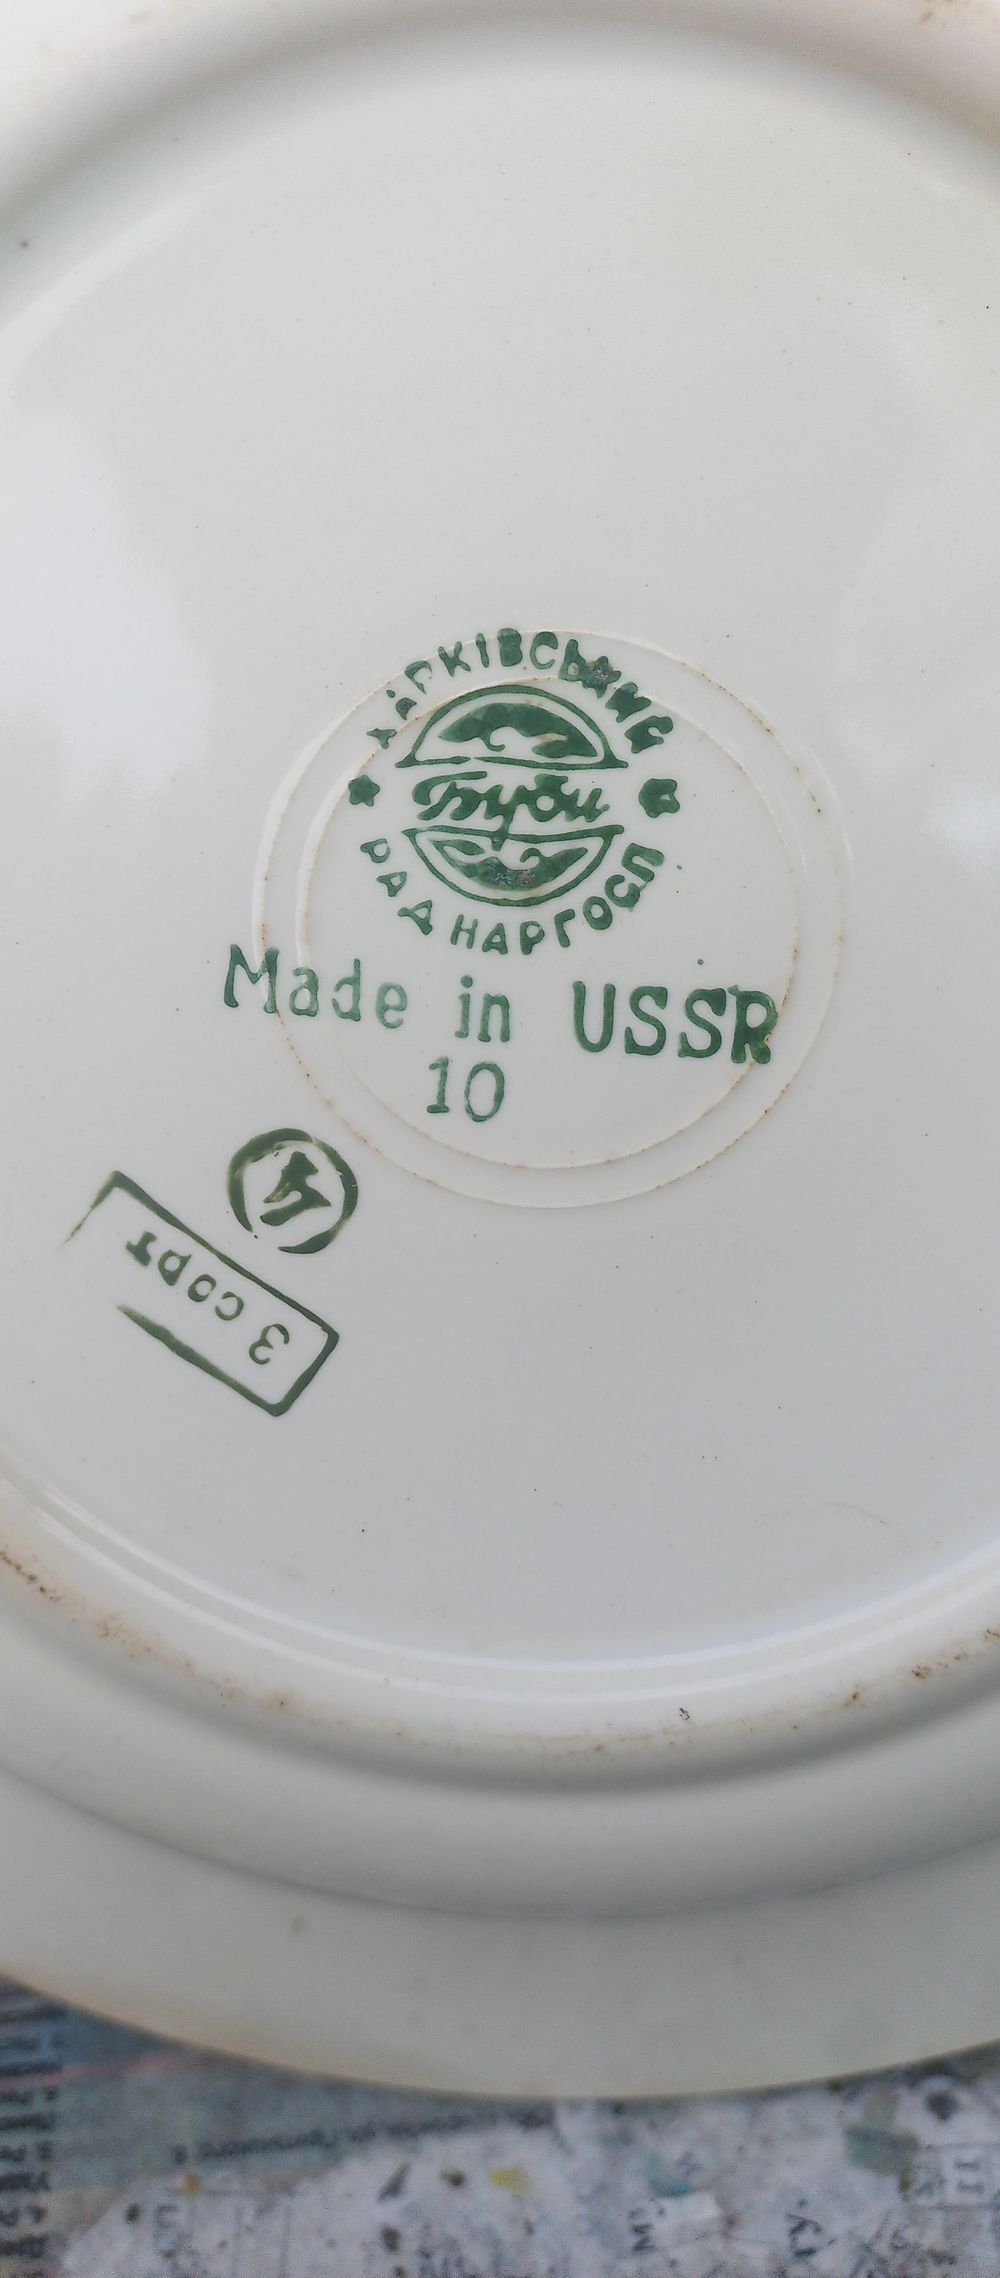 ХАРКІВСЬКИЙ
Буди
РАДНАРГОСП
Made in USSR
10
3 СОРТ